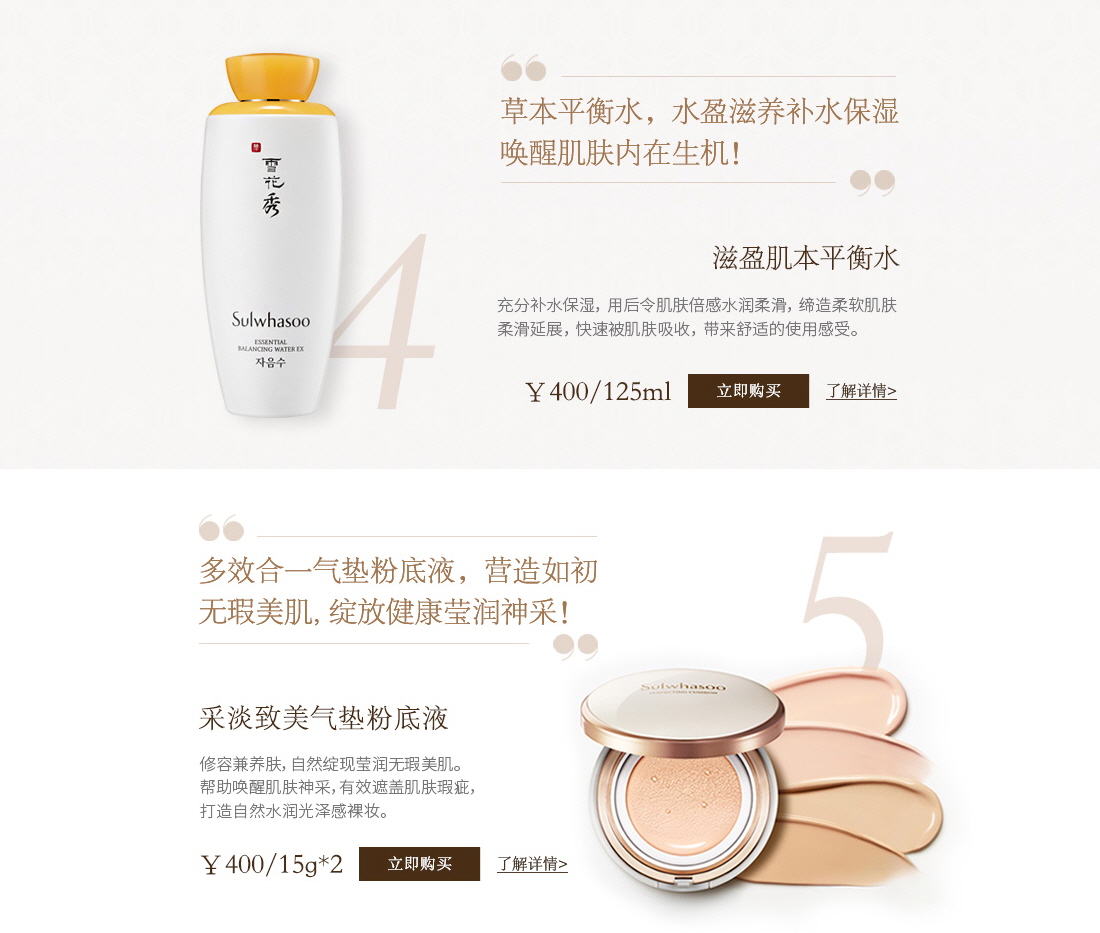 草本平衡水，水盈滋养补水保湿
唤醒肌肤内在生机！
雪花秀
Sulwhasoo
ESSENTIAL
BALANCING WATER EX
자음수
4
滋盈肌本平衡水
充分补水保湿，用后令肌肤倍感水润柔滑，缔造柔软肌肤
柔滑延展，快速被肌肤吸收，带来舒适的使用感受。
￥400/125ml 立即购买 了解详情>
多效合一气垫粉底液，营造如初
无瑕美肌，绽放健康莹润神采！
5
Sulwhasoo
采淡致美气垫粉底液
修容兼养肤，自然绽现莹润无瑕美肌。
帮助唤醒肌肤神采，有效遮盖肌肤瑕疵，
打造自然水润光泽感裸妆。
￥400/15g*2 立即购买 了解详情>